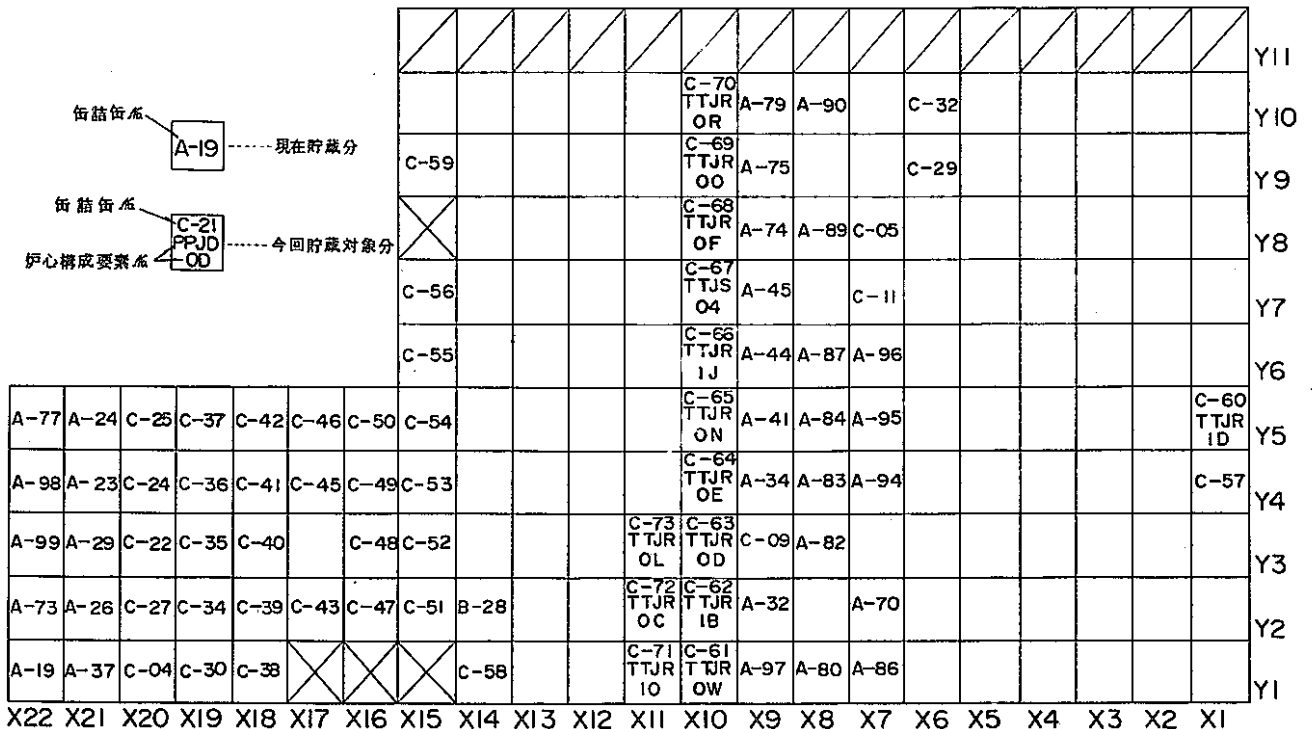 缶詰缶№
A-19 ------ 現在貯蔵分
缶詰缶№
C-21
PPJD
OD
------ 今回貯蔵対象分
炉心構成要素№
Y11
C-70 TTJR OR A-79 A-90 C-32 Y10
C-59 C-69 TTJR OO A-75 C-29 Y9
C-68 TTJR OF A-74 A-89 C-05 Y8
C-56 C-67 TTJS O4 A-45 C-11 Y7
C-55 C-66 TTJR 1J A-44 A-87 A-96 Y6
A-77 A-24 C-25 C-37 C-42 C-46 C-50 C-54 C-65 TTJR ON A-41 A-84 A-95 C-60 TTJR 1D Y5
A-98 A-23 C-24 C-36 C-41 C-45 C-49 C-53 C-64 TTJR OE A-34 A-83 A-94 C-57 Y4
A-99 A-29 C-22 C-35 C-40 C-48 C-52 C-73 TTJR OL C-63 TTJR OD C-09 A-82 Y3
A-73 A-26 C-27 C-34 C-39 C-43 C-47 C-51 B-28 C-72 TTJR OC C-62 TTJR 1B A-32 A-70 Y2
A-19 A-37 C-04 C-30 C-38 C-58 C-71 TTJR 1O C-61 TTJR OW A-97 A-80 A-86 Y1
X22 X21 X20 X19 X18 X17 X16 X15 X14 X13 X12 X11 X10 X9 X8 X7 X6 X5 X4 X3 X2 X1